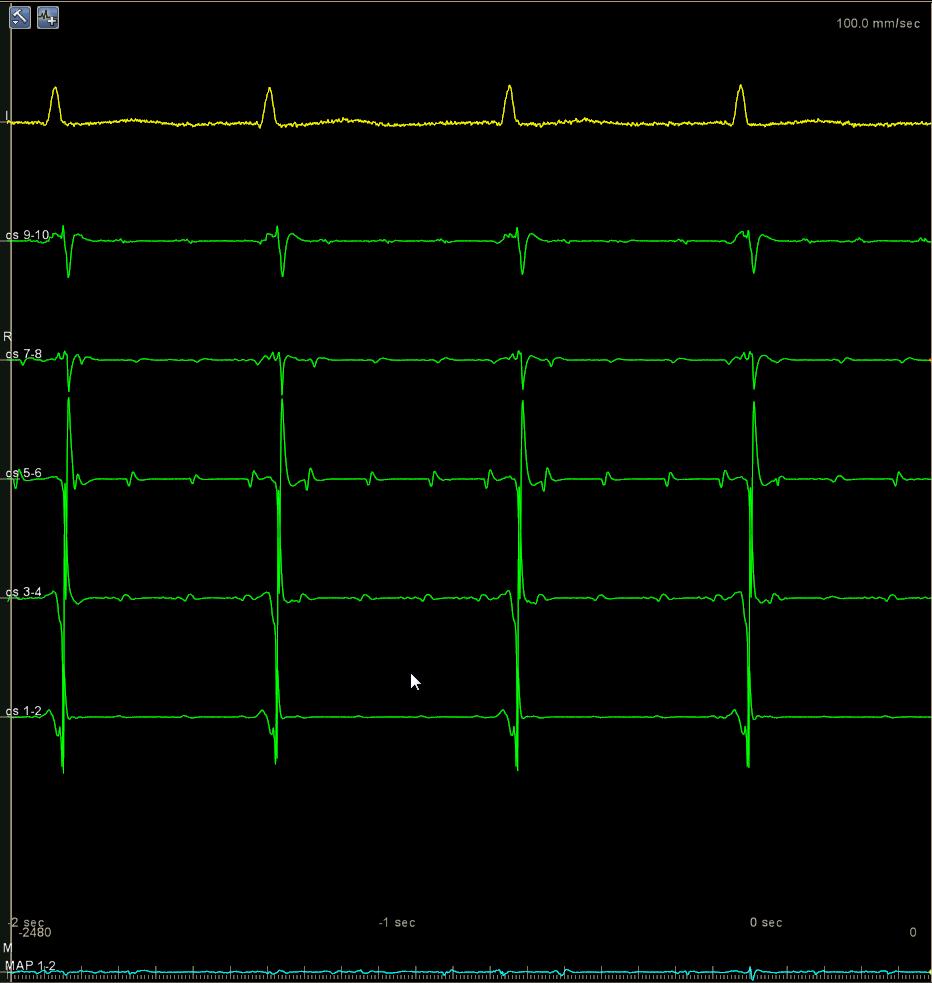 100.0 mm/sec
I
cs 9-10
R
cs 7-8
cs 5-6
cs 3-4
cs 1-2
-2 sec
-1 sec
0 sec
-2480
0
M
MAP 1-2